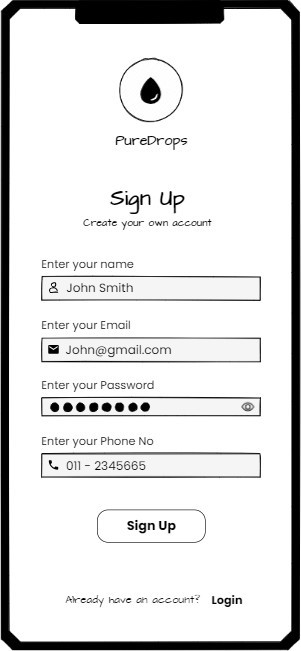 PureDrops
Sign Up
Create your own account
Enter your name
John Smith
Enter your Email
John@gmail.com
Enter your Password
Enter your Phone No
011 - 2345665
Sign Up
Already have an account? Login